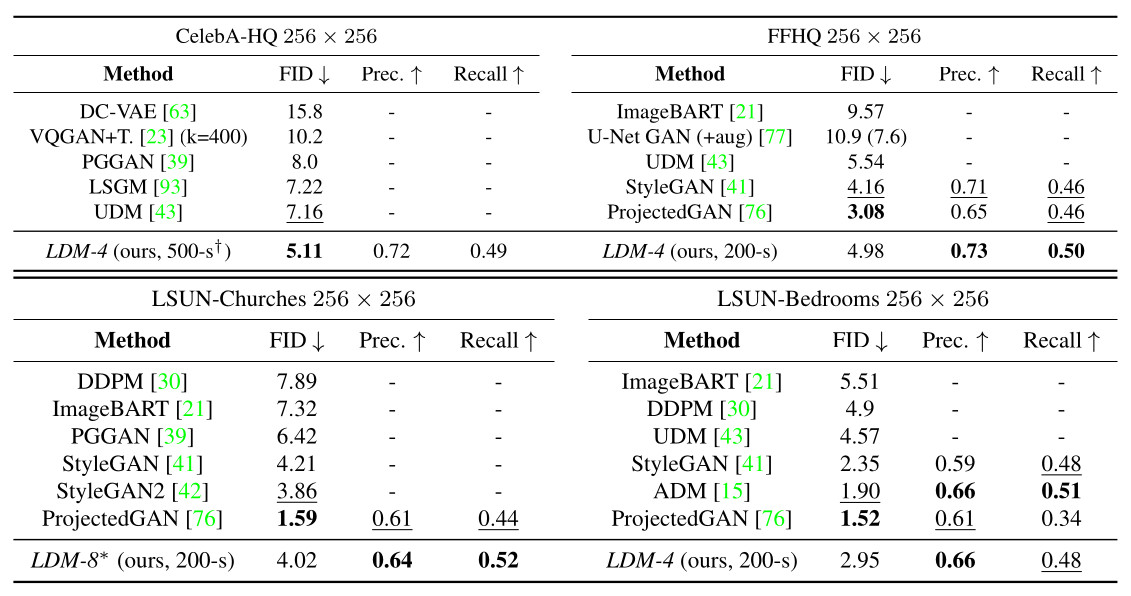 CelebA-HQ 256 × 256
Method FID ↓ Prec. ↑ Recall ↑
DC-VAE [63] 15.8 - -
VQGAN+T. [23] (k=400) 10.2 - -
PGGAN [39] 8.0 - -
LSGM [93] 7.22 - -
UDM [43] 7.16 - -
LDM-4 (ours, 500-s†) 5.11 0.72 0.49
FFHQ 256 × 256
Method FID ↓ Prec. ↑ Recall ↑
ImageBART [21] 9.57 - -
U-Net GAN (+aug) [77] 10.9 (7.6) - -
UDM [43] 5.54 - -
StyleGAN [41] 4.16 0.71 0.46
ProjectedGAN [76] 3.08 0.65 0.46
LDM-4 (ours, 200-s) 4.98 0.73 0.50
LSUN-Churches 256 × 256
Method FID ↓ Prec. ↑ Recall ↑
DDPM [30] 7.89 - -
ImageBART [21] 7.32 - -
PGGAN [39] 6.42 - -
StyleGAN [41] 4.21 - -
StyleGAN2 [42] 3.86 - -
ProjectedGAN [76] 1.59 0.61 0.44
LDM-8* (ours, 200-s) 4.02 0.64 0.52
LSUN-Bedrooms 256 × 256
Method FID ↓ Prec. ↑ Recall ↑
ImageBART [21] 5.51 - -
DDPM [30] 4.9 - -
UDM [43] 4.57 - -
StyleGAN [41] 2.35 0.59 0.48
ADM [15] 1.90 0.66 0.51
ProjectedGAN [76] 1.52 0.61 0.34
LDM-4 (ours, 200-s) 2.95 0.66 0.48